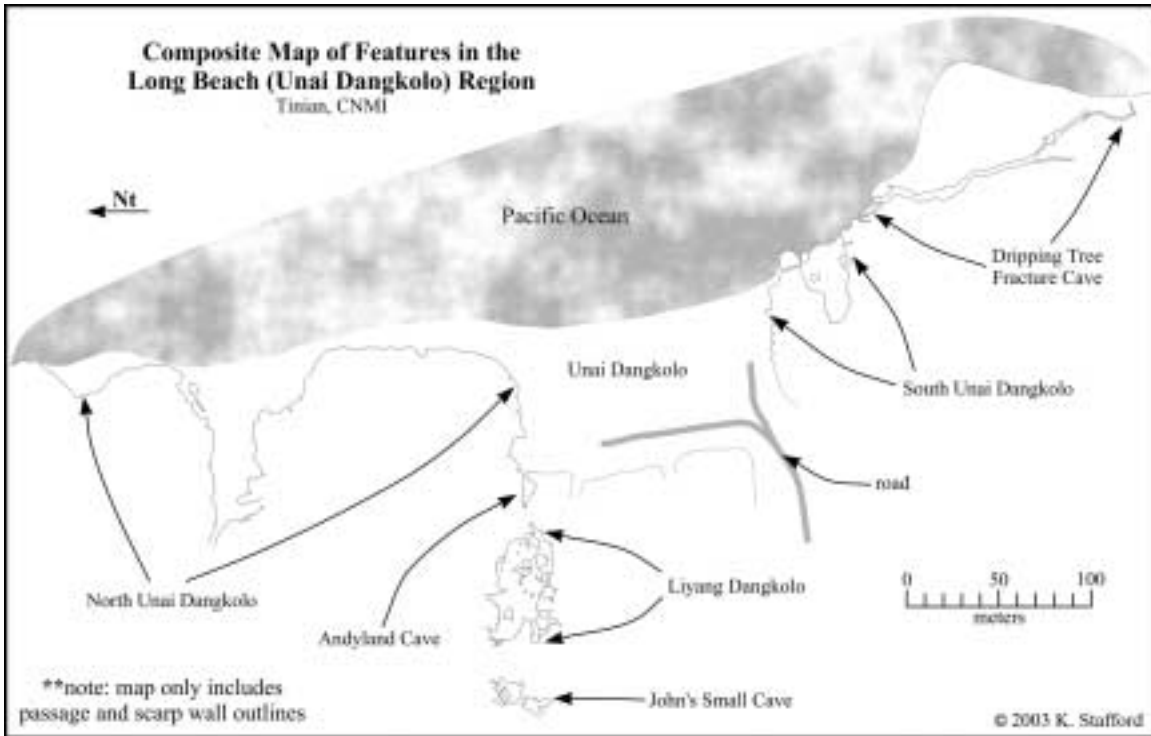 Composite Map of Features in the
Long Beach (Unai Dangkolo) Region
Tinian, CNMI
Nt
Pacific Ocean
Dripping Tree
Fracture Cave
Unai Dangkolo
South Unai Dangkolo
road
North Unai Dangkolo
Andyland Cave
Liyang Dangkolo
0 50 100
meters
John's Small Cave
**note: map only includes
passage and scarp wall outlines
© 2003 K. Stafford